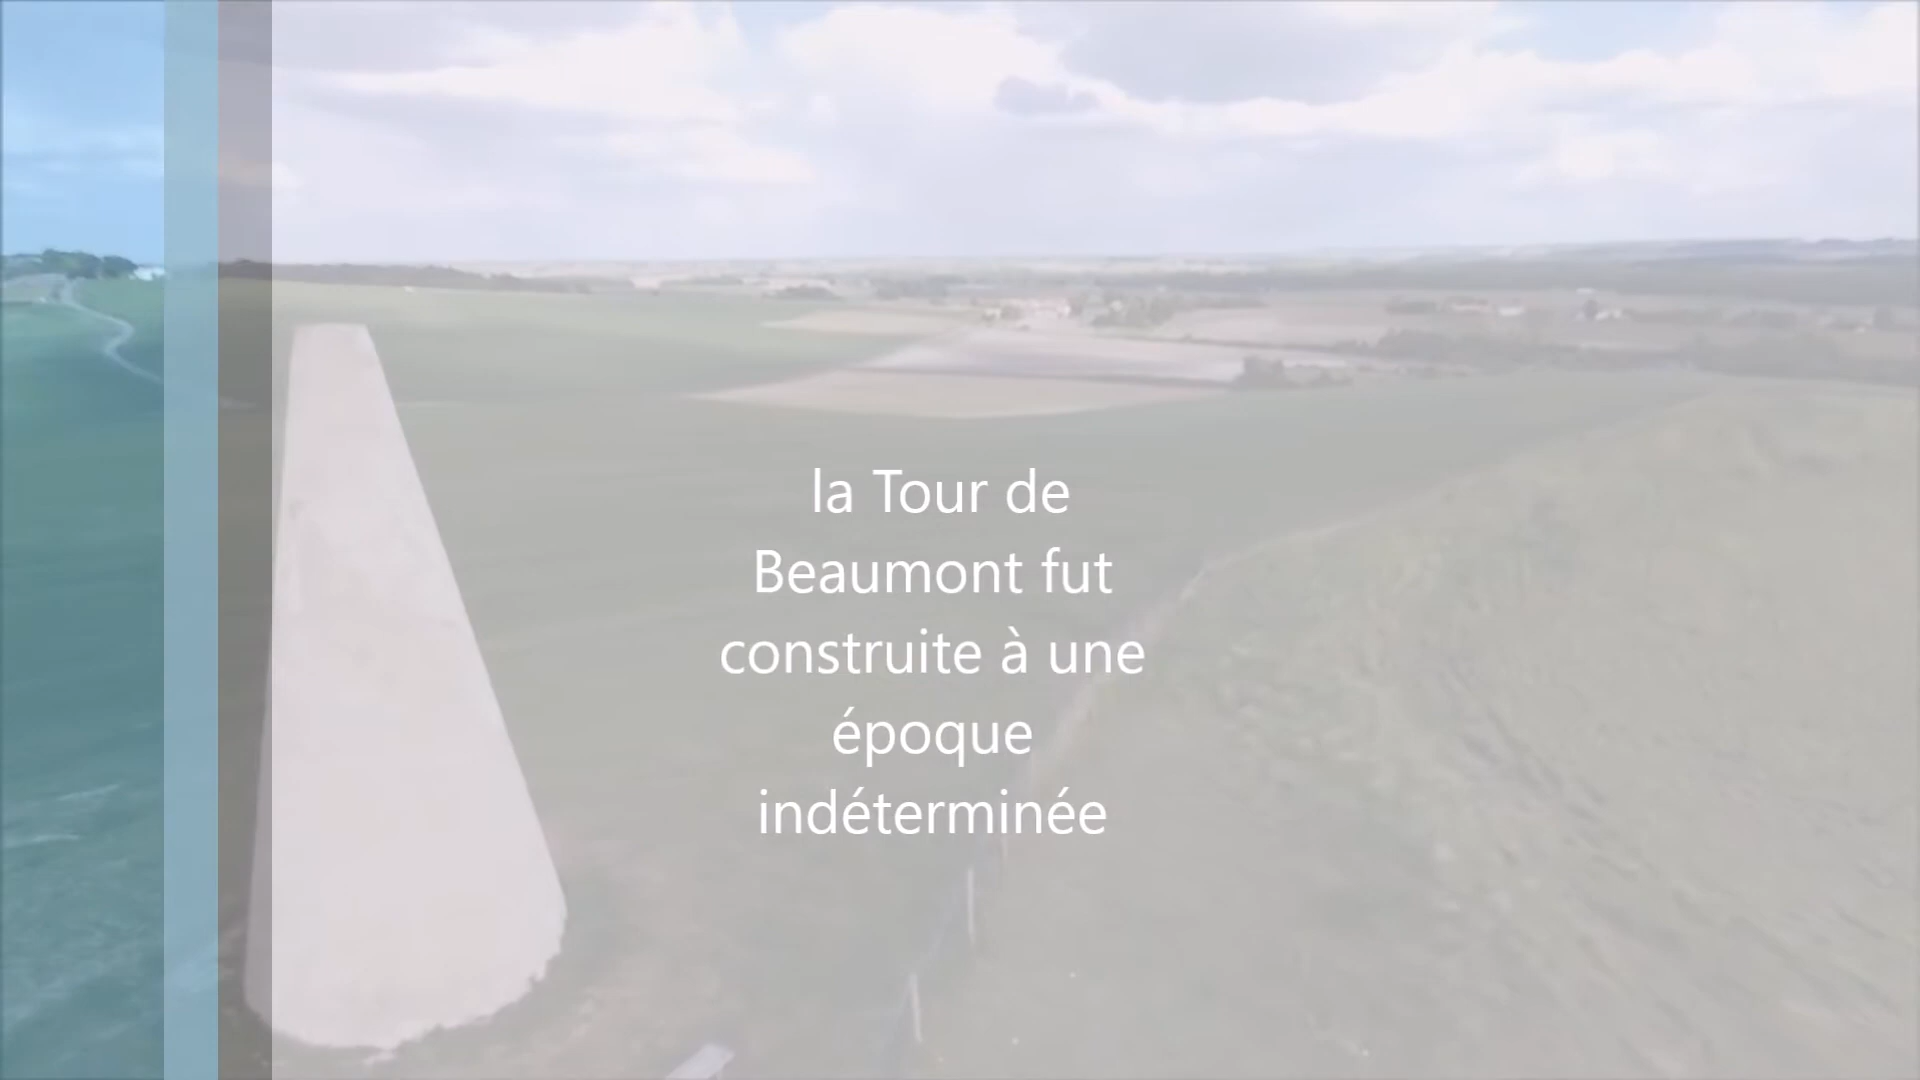 la Tour de
Beaumont fut
construite à une
époque
indéterminée